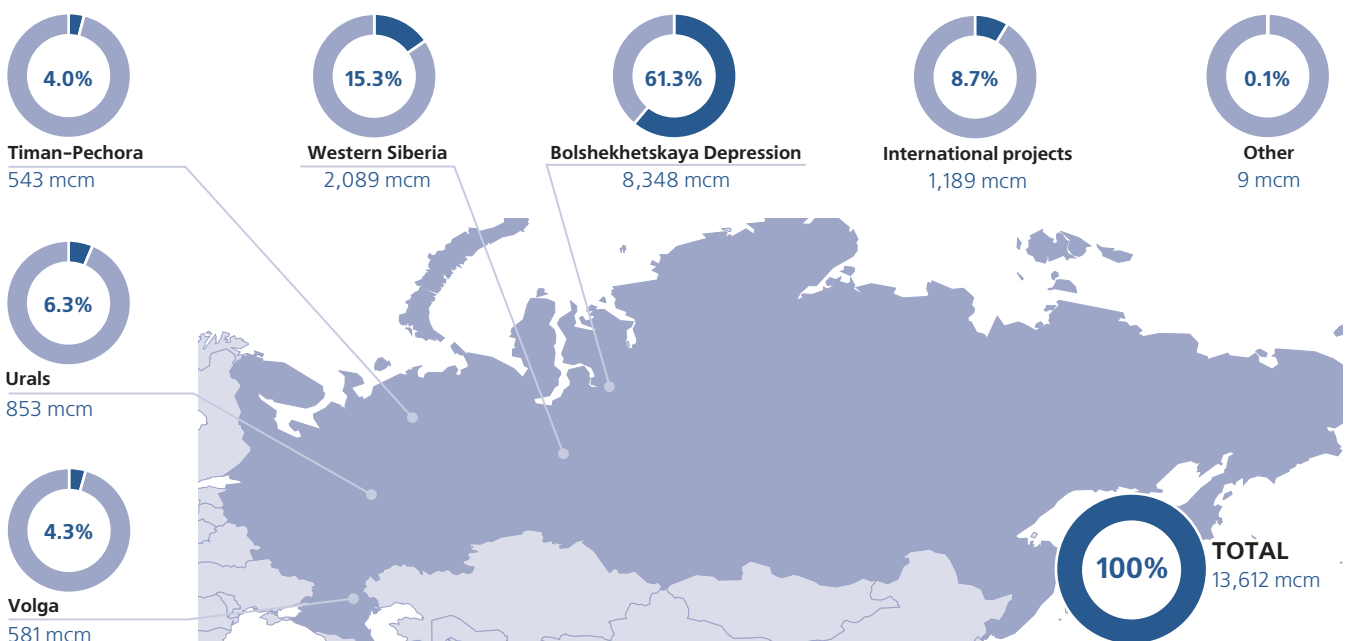 4.0%
Timan-Pechora
543 mcm
15.3%
Western Siberia
2,089 mcm
61.3%
Bolshekhetskaya Depression
8,348 mcm
8.7%
International projects
1,189 mcm
0.1%
Other
9 mcm
6.3%
Urals
853 mcm
4.3%
Volga
581 mcm
100%
TOTAL
13,612 mcm